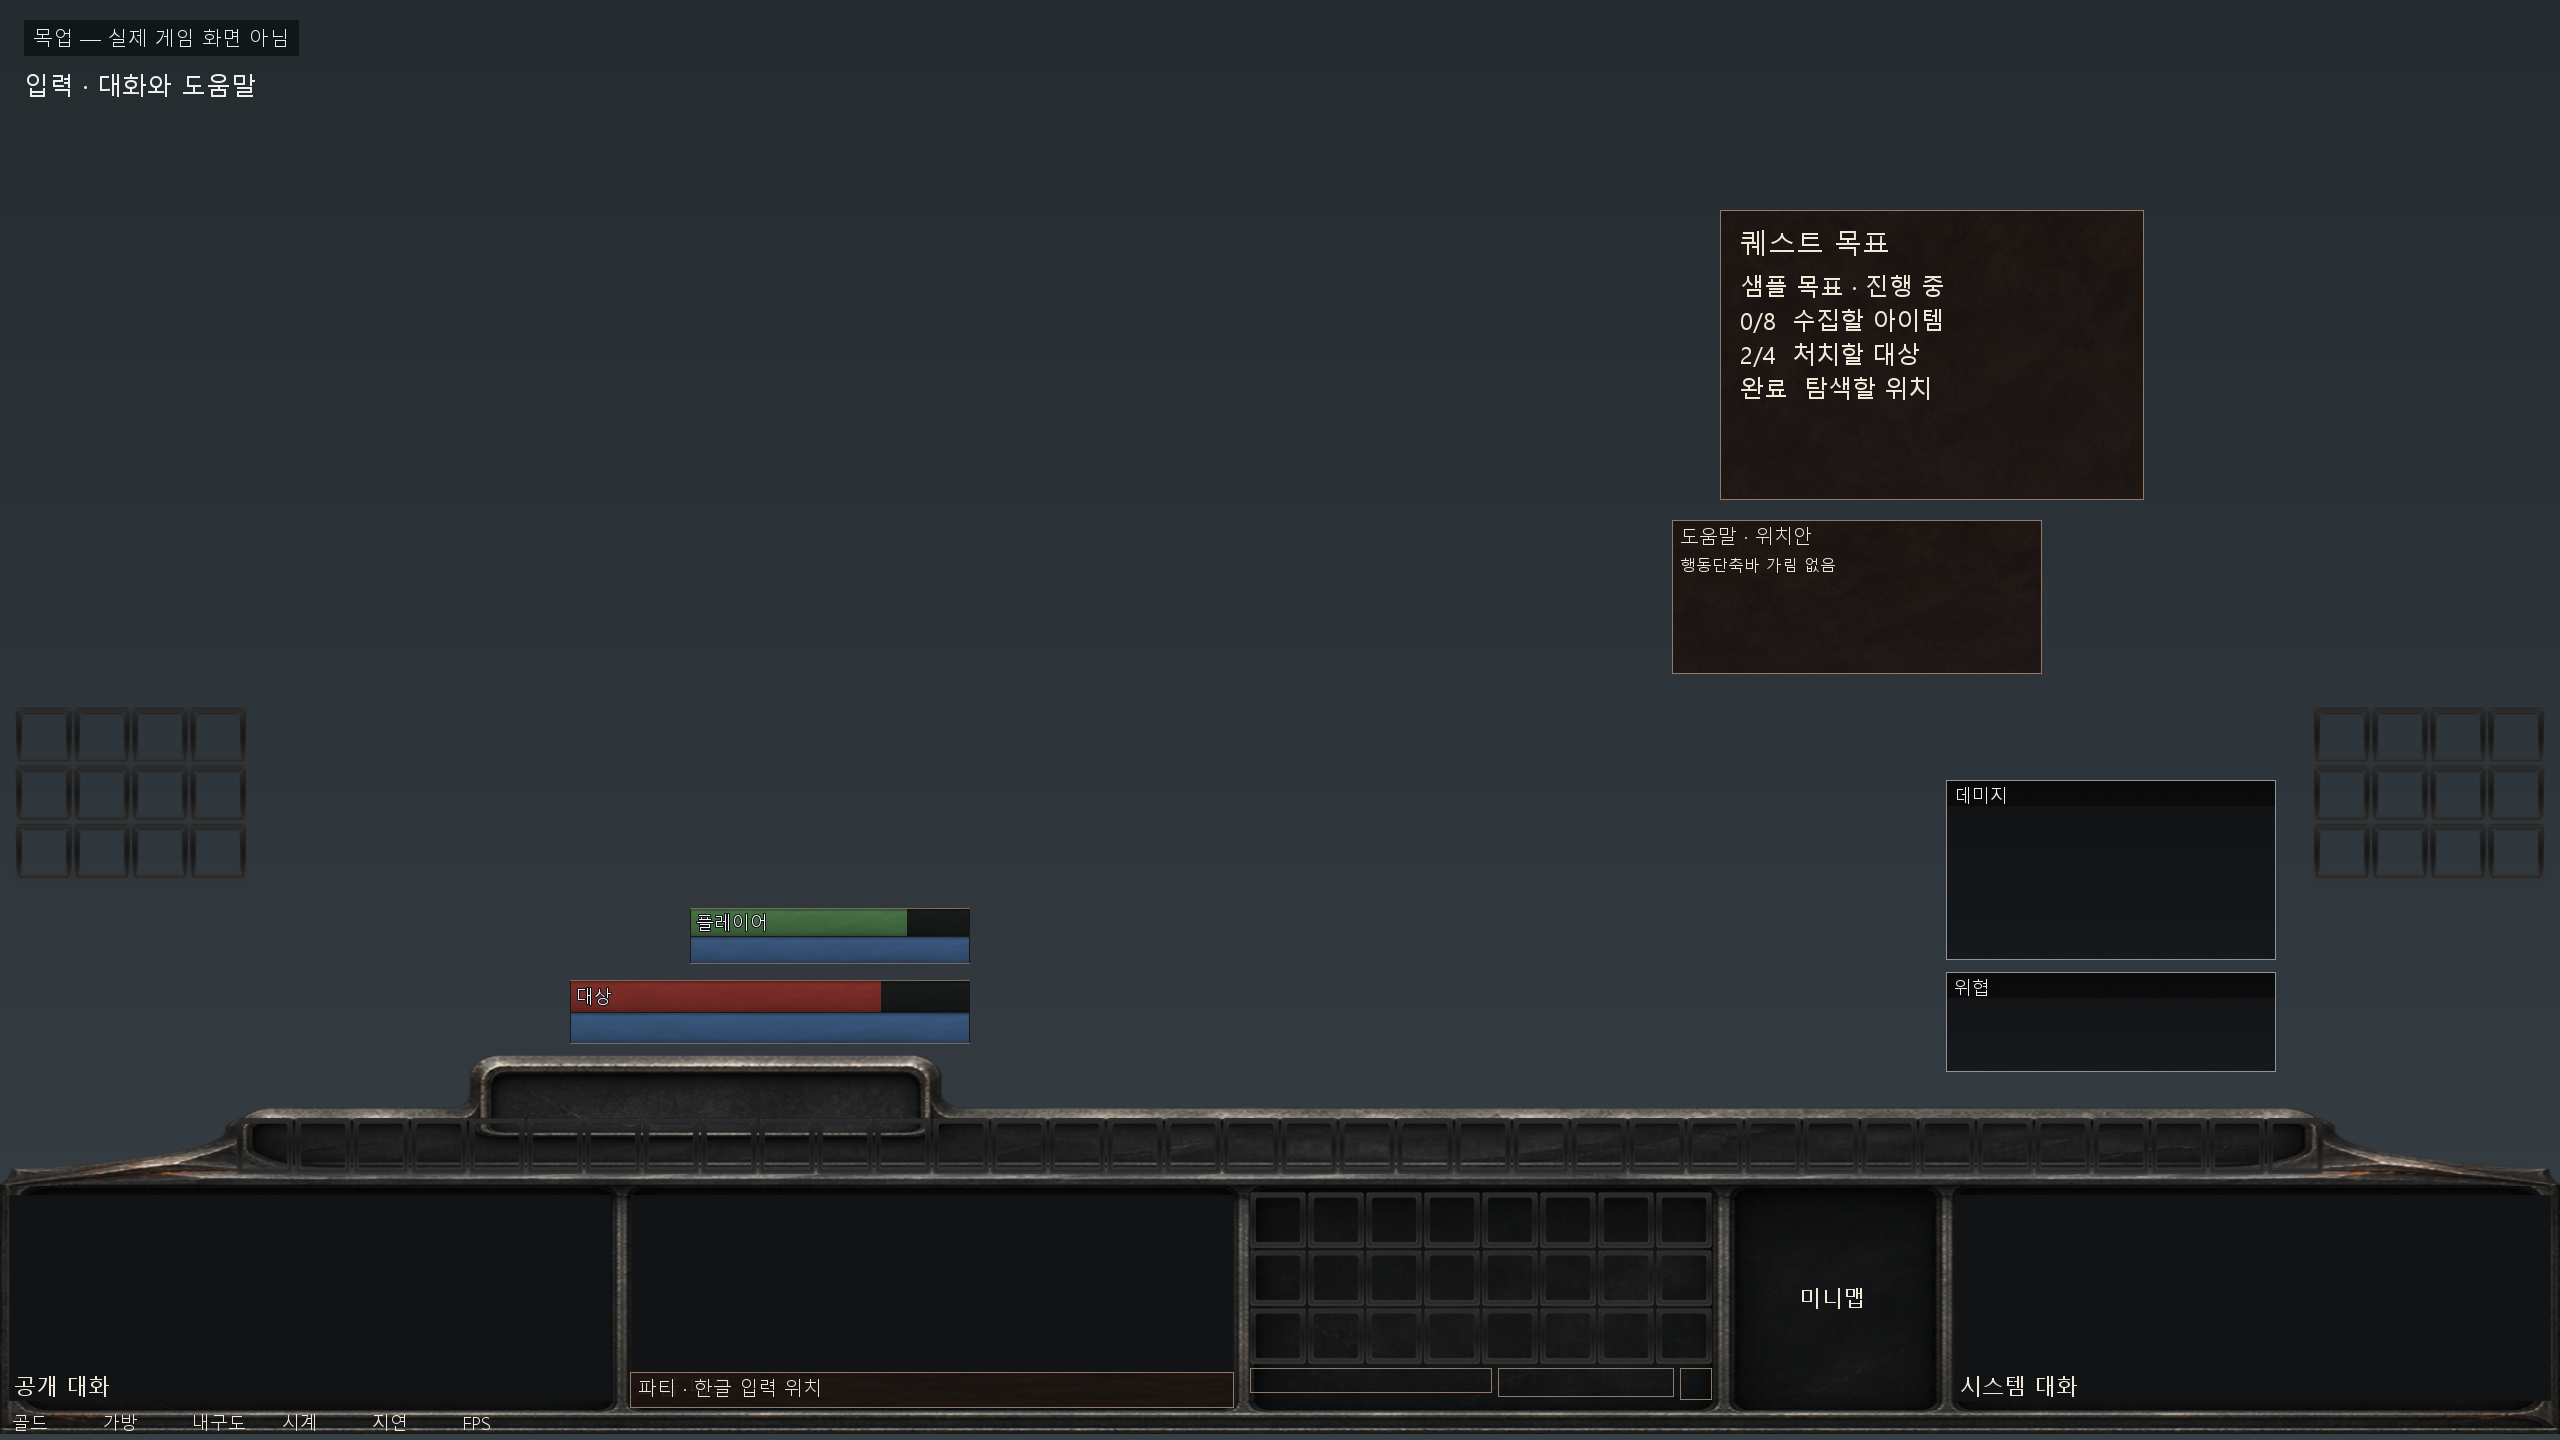 목업 — 실제 게임 화면 아님
입력 · 대화와 도움말
퀘스트 목표
샘플 목표 · 진행 중
0/8 수집할 아이템
2/4 처치할 대상
완료 탐색할 위치
도움말 · 위치안
행동단축바 가림 없음
데미지
플레이어
위협
대상
미니맵
공개 대화
파티 · 한글 입력 위치
시스템 대화
골드 가방 내구도 시계 지연 FPS